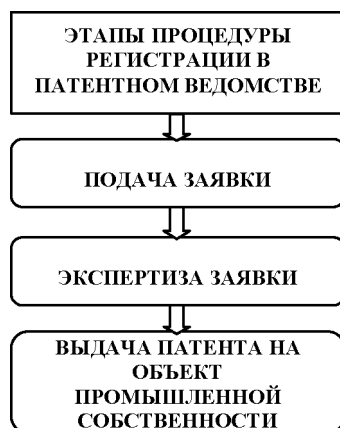 ЭТАПЫ ПРОЦЕДУРЫ
РЕГИСТРАЦИИ В
ПАТЕНТНОМ ВЕДОМСТВЕ
ПОДАЧА ЗАЯВКИ
ЭКСПЕРТИЗА ЗАЯВКИ
ВЫДАЧА ПАТЕНТА НА
ОБЪЕКТ
ПРОМЫШЛЕННОЙ
СОБСТВЕННОСТИ